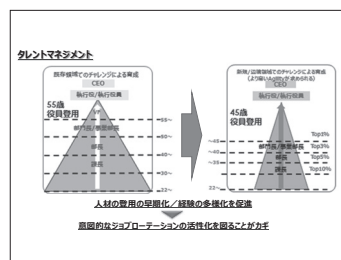 タレントマネジメント
既存領域でのチャレンジによる育成
CEO
執行役/執行役員
55歳
役員登用
VP
55～
部門長/事業部長
50～
部長
40～
課長
30～
22～
新規/辺境領域でのチャレンジによる育成
CEO
執行役/執行役員
45歳
役員登用
～45
Top1%
部門長/事業部長
～40
Top3%
部長
～35
Top5%
課長
Top10%
22～
人材の登用の早期化／経験の多様化を促進
意図的なジョブローテーションの活性化を図ることがカギ